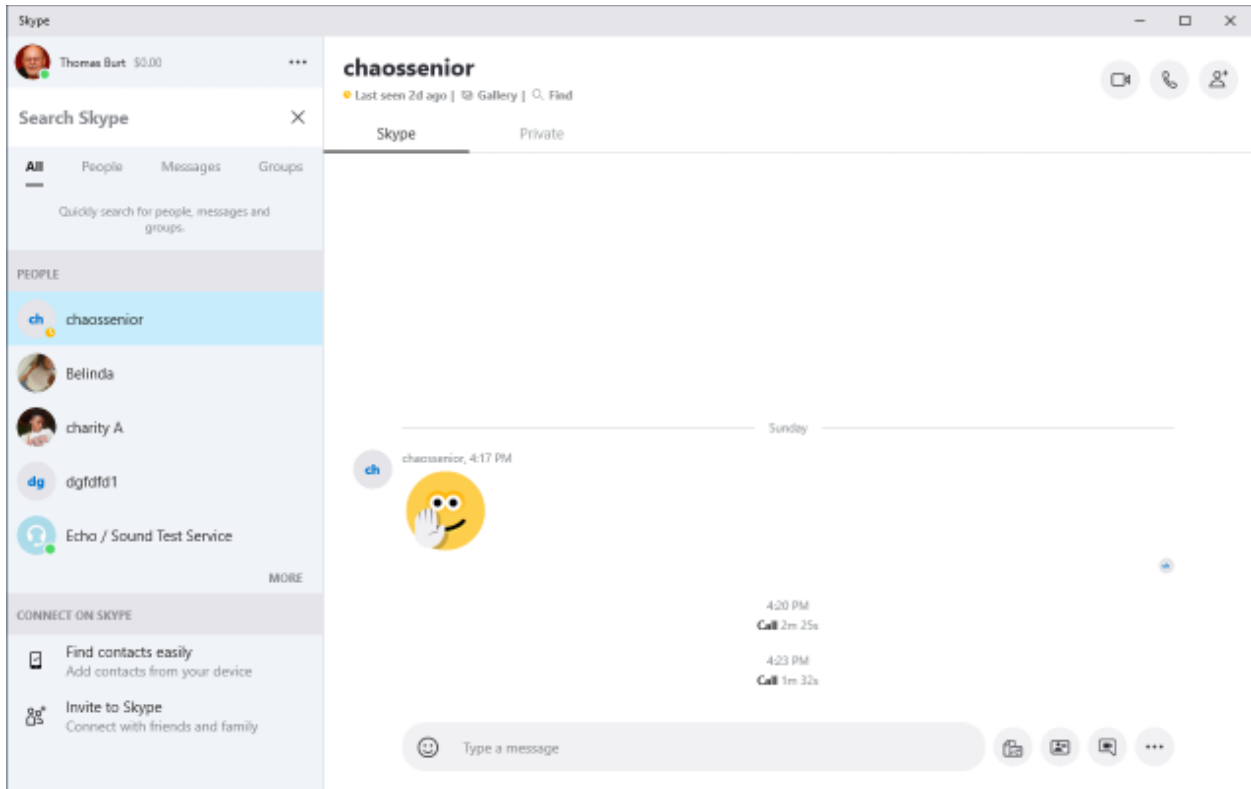 Skype
Thomas Burt $0.00
Search Skype
All People Messages Groups
Quickly search for people, messages and
groups.
PEOPLE
ch chaossenior
Belinda
charity A
dg dgfdfd1
Echo / Sound Test Service
MORE
CONNECT ON SKYPE
Find contacts easily
Add contacts from your device
Invite to Skype
Connect with friends and family
chaossenior
Last seen 2d ago | Gallery | Find
Skype Private
Sunday
chaossenior, 4:17 PM
ch
ch
4:20 PM
Call 2m 25s
4:23 PM
Call 1m 32s
Type a message